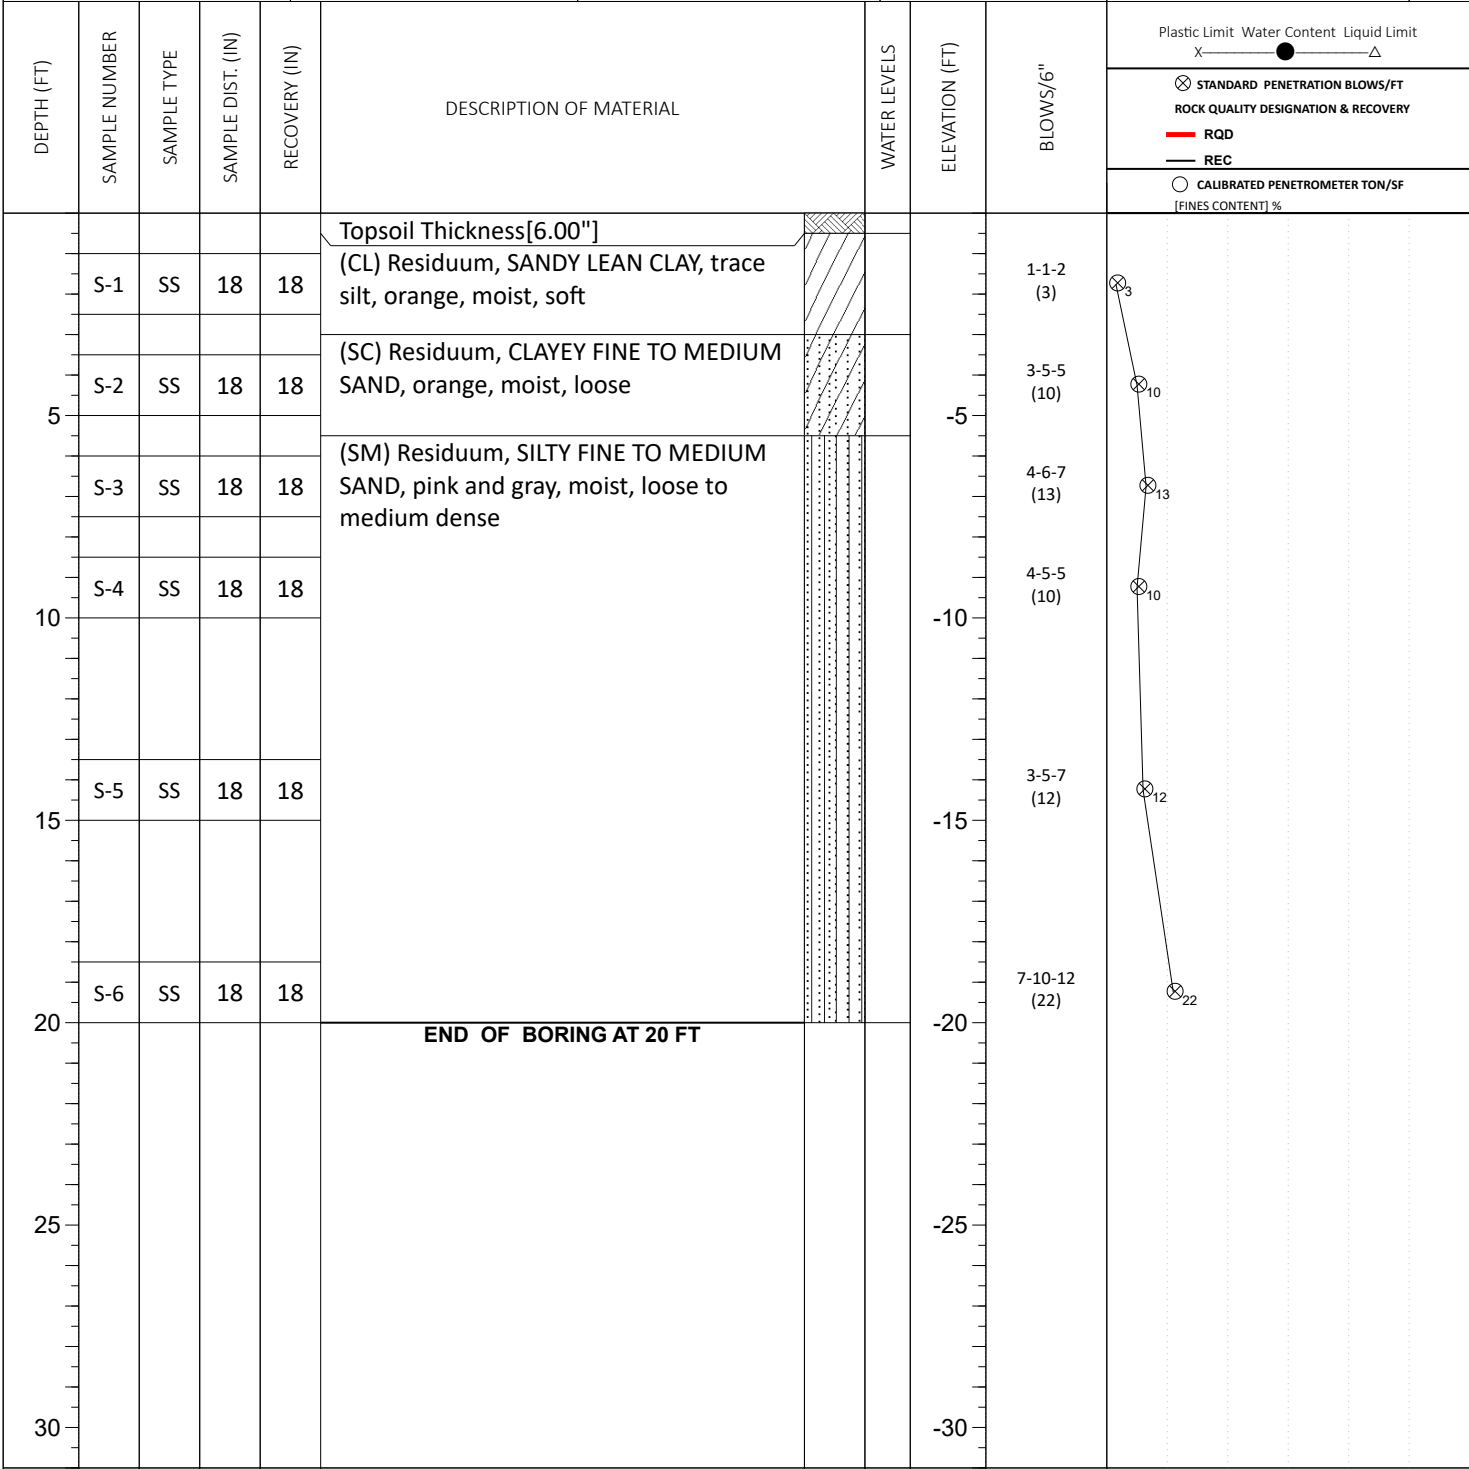 DEPTH (FT)
SAMPLE NUMBER
SAMPLE TYPE
SAMPLE DIST. (IN)
RECOVERY (IN)
DESCRIPTION OF MATERIAL
WATER LEVELS
ELEVATION (FT)
BLOWS/6"
Plastic Limit Water Content Liquid Limit
X
STANDARD PENETRATION BLOWS/FT
ROCK QUALITY DESIGNATION & RECOVERY
RQD
REC
CALIBRATED PENETROMETER TON/SF
[FINES CONTENT] %
Topsoil Thickness[6.00"]
(CL) Residuum, SANDY LEAN CLAY, trace
silt, orange, moist, soft
S-1 SS 18 18
1-1-2
(3)
3
(SC) Residuum, CLAYEY FINE TO MEDIUM
SAND, orange, moist, loose
S-2 SS 18 18
3-5-5
(10)
10
5
-5
(SM) Residuum, SILTY FINE TO MEDIUM
SAND, pink and gray, moist, loose to
medium dense
S-3 SS 18 18
4-6-7
(13)
13
S-4 SS 18 18
4-5-5
(10)
10
10
-10
S-5 SS 18 18
3-5-7
(12)
12
15
-15
S-6 SS 18 18
7-10-12
(22)
22
20
-20
END OF BORING AT 20 FT
25
-25
30
-30